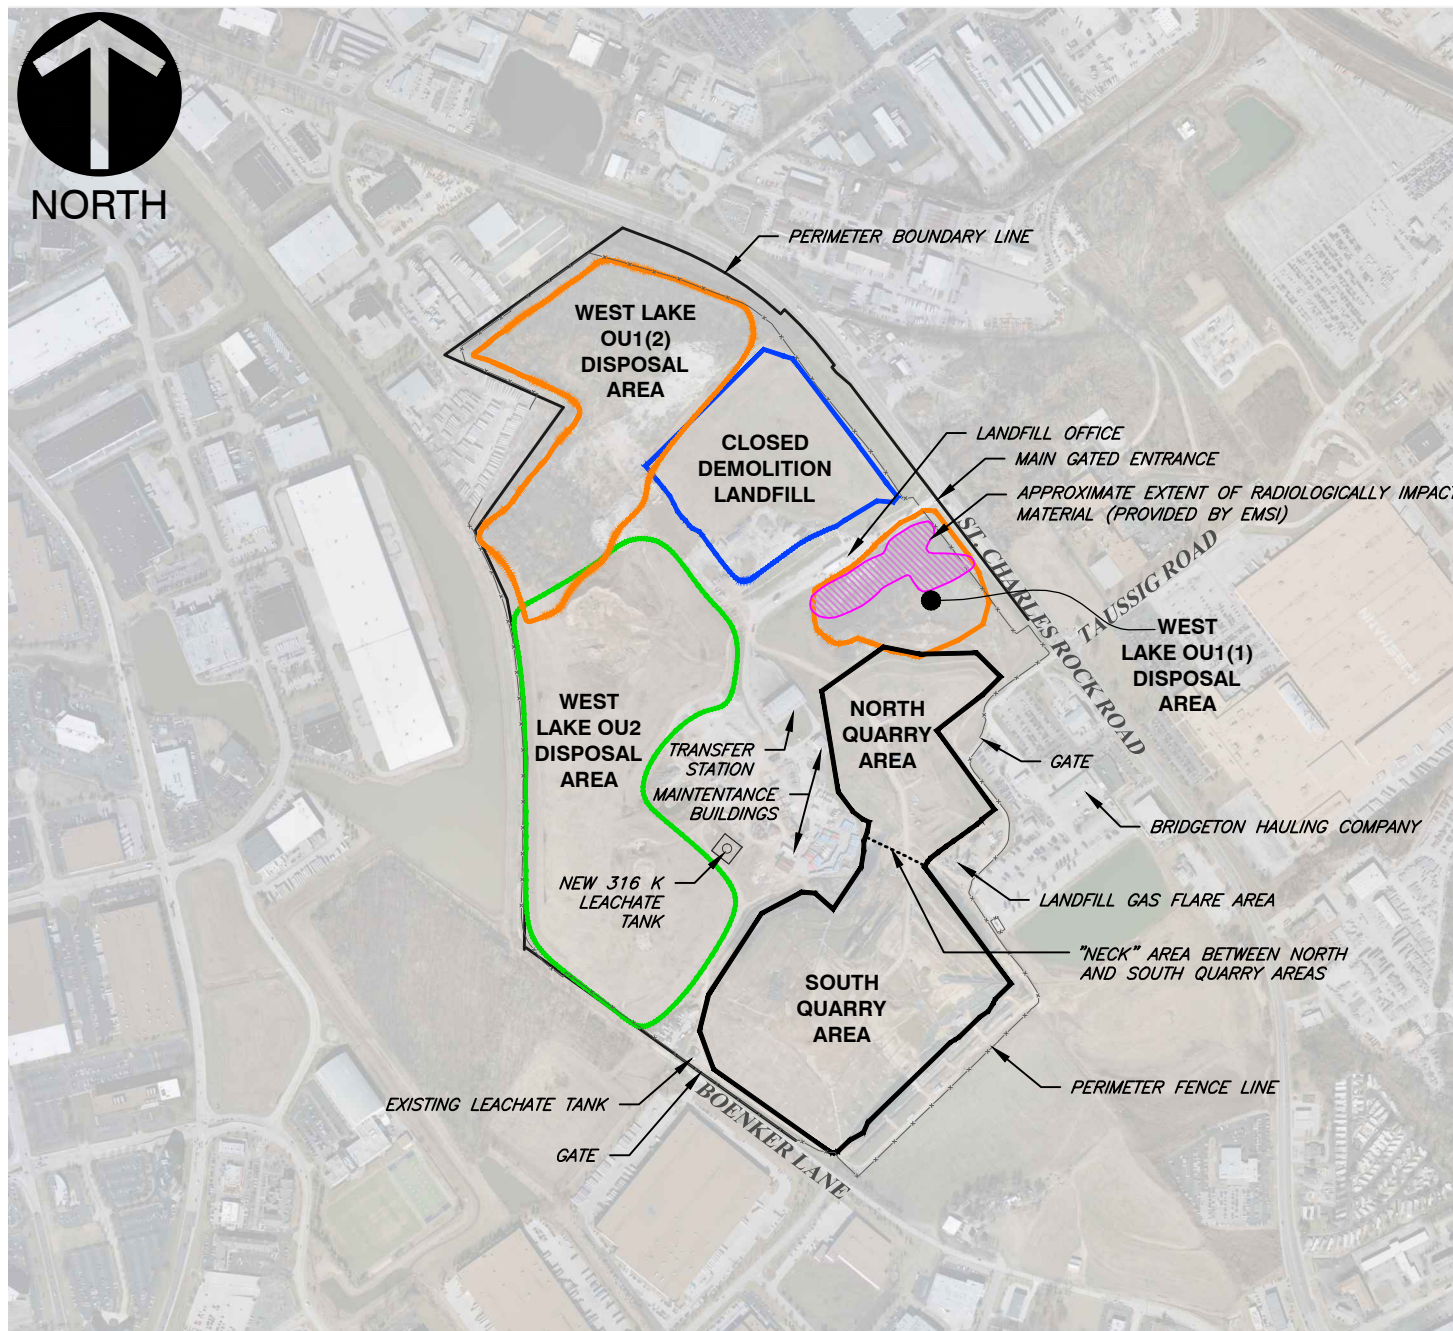 NORTH
PERIMETER BOUNDARY LINE
WEST LAKE
OU1(2)
DISPOSAL
AREA
CLOSED
DEMOLITION
LANDFILL
LANDFILL OFFICE
MAIN GATED ENTRANCE
APPROXIMATE EXTENT OF RADIOLOGICALLY IMPACT
MATERIAL (PROVIDED BY EMSI)
ST. CHARLES ROCK ROAD
TAUSSIG ROAD
WEST
LAKE OU1(1)
DISPOSAL
AREA
WEST
LAKE OU2
DISPOSAL
AREA
NORTH
QUARRY
AREA
TRANSFER
STATION
MAINTENTANCE
BUILDINGS
GATE
BRIDGETON HAULING COMPANY
NEW 316 K
LEACHATE
TANK
LANDFILL GAS FLARE AREA
"NECK" AREA BETWEEN NORTH
AND SOUTH QUARRY AREAS
SOUTH
QUARRY
AREA
PERIMETER FENCE LINE
EXISTING LEACHATE TANK
GATE
BOENKER LANE